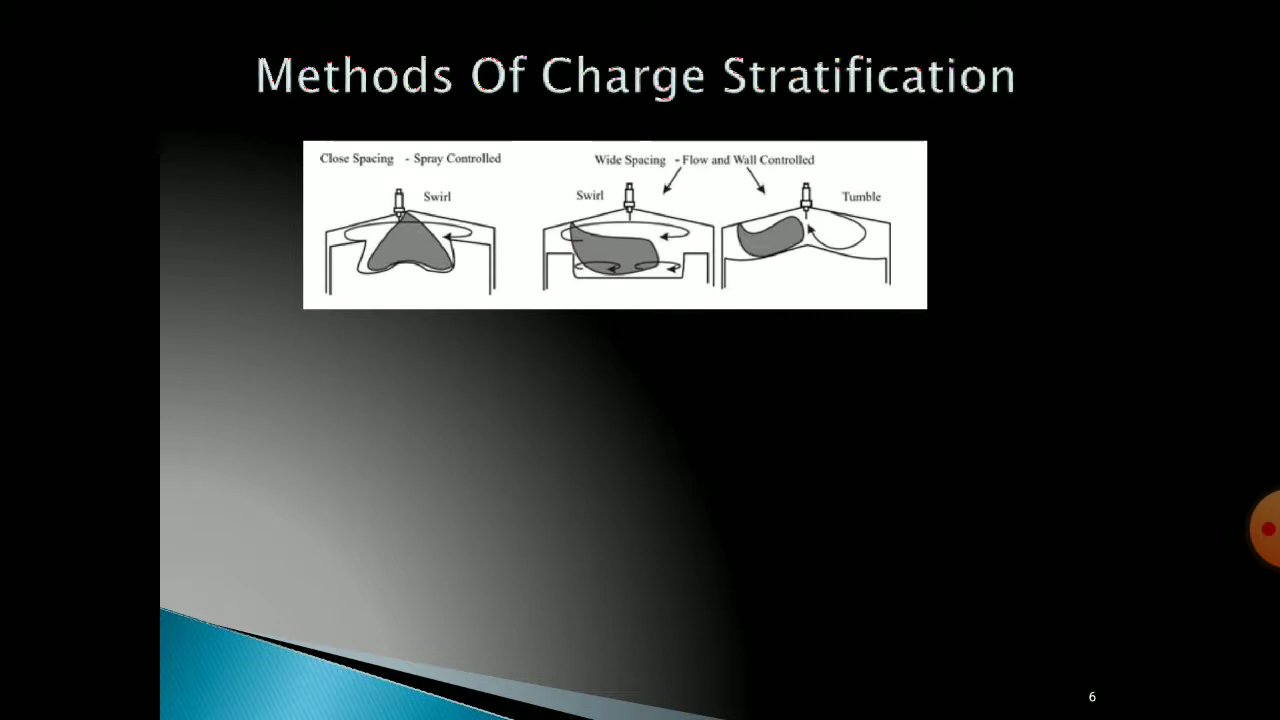 Methods Of Charge Stratification
Close Spacing - Spray Controlled
Wide Spacing - Flow and Wall Controlled
Swirl
Swirl
Tumble
6